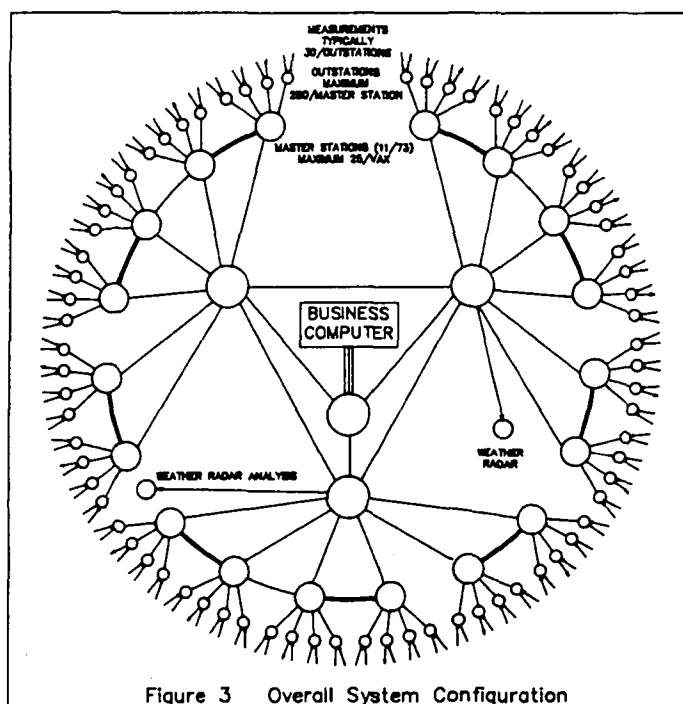 MEASUREMENTS
TYPICALLY
30/OUTSTATIONS
OUTSTATIONS
MAXIMUM
250/MASTER STATION
MASTER STATIONS (11/73)
MAXIMUM 25/VAX
BUSINESS
COMPUTER
WEATHER
RADAR
WEATHER RADAR ANALYSIS
Figure 3 Overall System Configuration